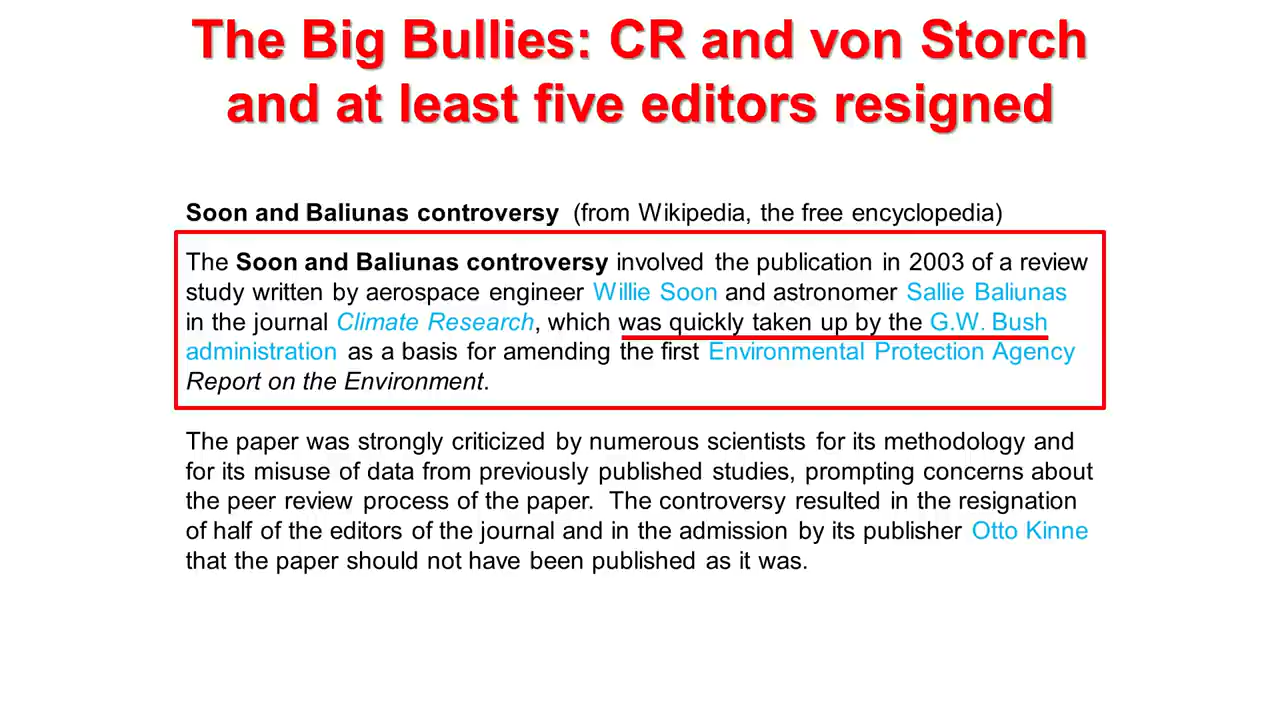 The Big Bullies: CR and von Storch
and at least five editors resigned
Soon and Baliunas controversy (from Wikipedia, the free encyclopedia)
The Soon and Baliunas controversy involved the publication in 2003 of a review
study written by aerospace engineer Willie Soon and astronomer Sallie Baliunas
in the journal Climate Research, which was quickly taken up by the G.W. Bush
administration as a basis for amending the first Environmental Protection Agency
Report on the Environment.
The paper was strongly criticized by numerous scientists for its methodology and
for its misuse of data from previously published studies, prompting concerns about
the peer review process of the paper. The controversy resulted in the resignation
of half of the editors of the journal and in the admission by its publisher Otto Kinne
that the paper should not have been published as it was.